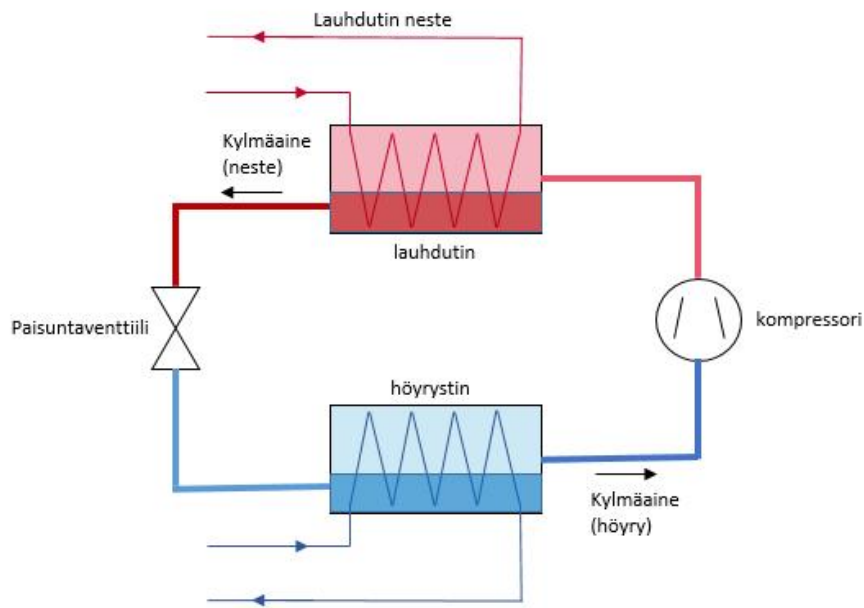 Lauhdutin neste
Kylmäaine
(neste)
lauhdutin
Paisuntaventtiili
kompressori
höyrystin
Kylmäaine
(höyry)